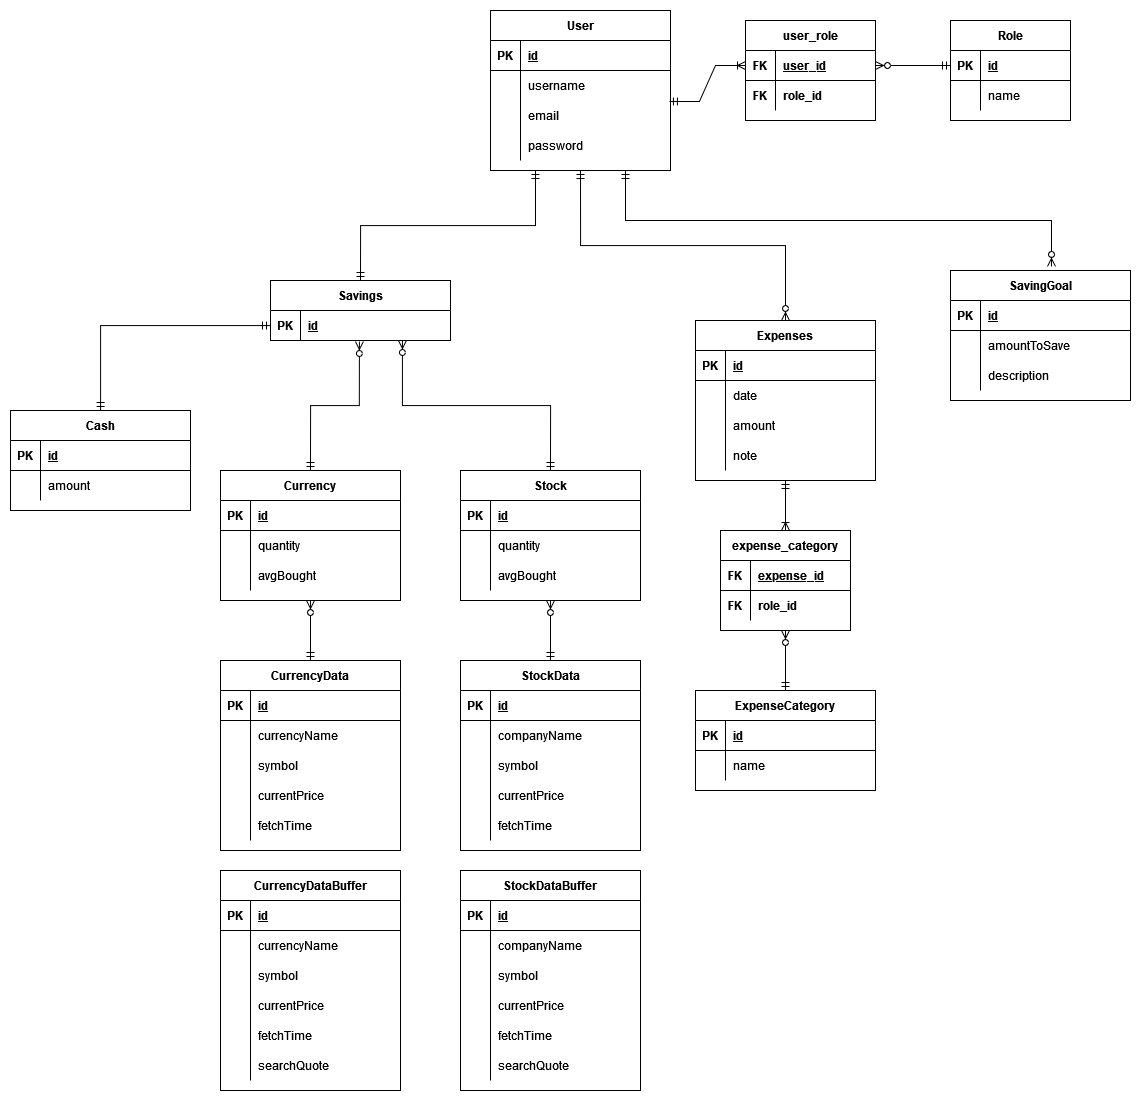 User
PK id
username
email
password
user_role
FK user_id
FK role_id
Role
PK id
name
Savings
PK id
SavingGoal
PK id
amountToSave
description
Expenses
PK id
date
amount
note
Cash
PK id
amount
Currency
PK id
quantity
avgBought
Stock
PK id
quantity
avgBought
expense_category
FK expense_id
FK role_id
CurrencyData
PK id
currencyName
symbol
currentPrice
fetchTime
StockData
PK id
companyName
symbol
currentPrice
fetchTime
ExpenseCategory
PK id
name
CurrencyDataBuffer
PK id
currencyName
symbol
currentPrice
fetchTime
searchQuote
StockDataBuffer
PK id
companyName
symbol
currentPrice
fetchTime
searchQuote